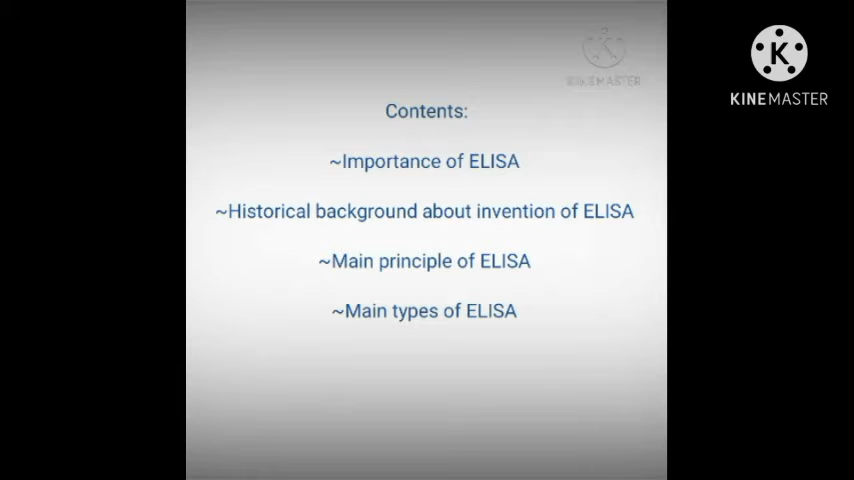 KINEMASTER
K
KINEMASTER
Contents:
~Importance of ELISA
~Historical background about invention of ELISA
~Main principle of ELISA
~Main types of ELISA